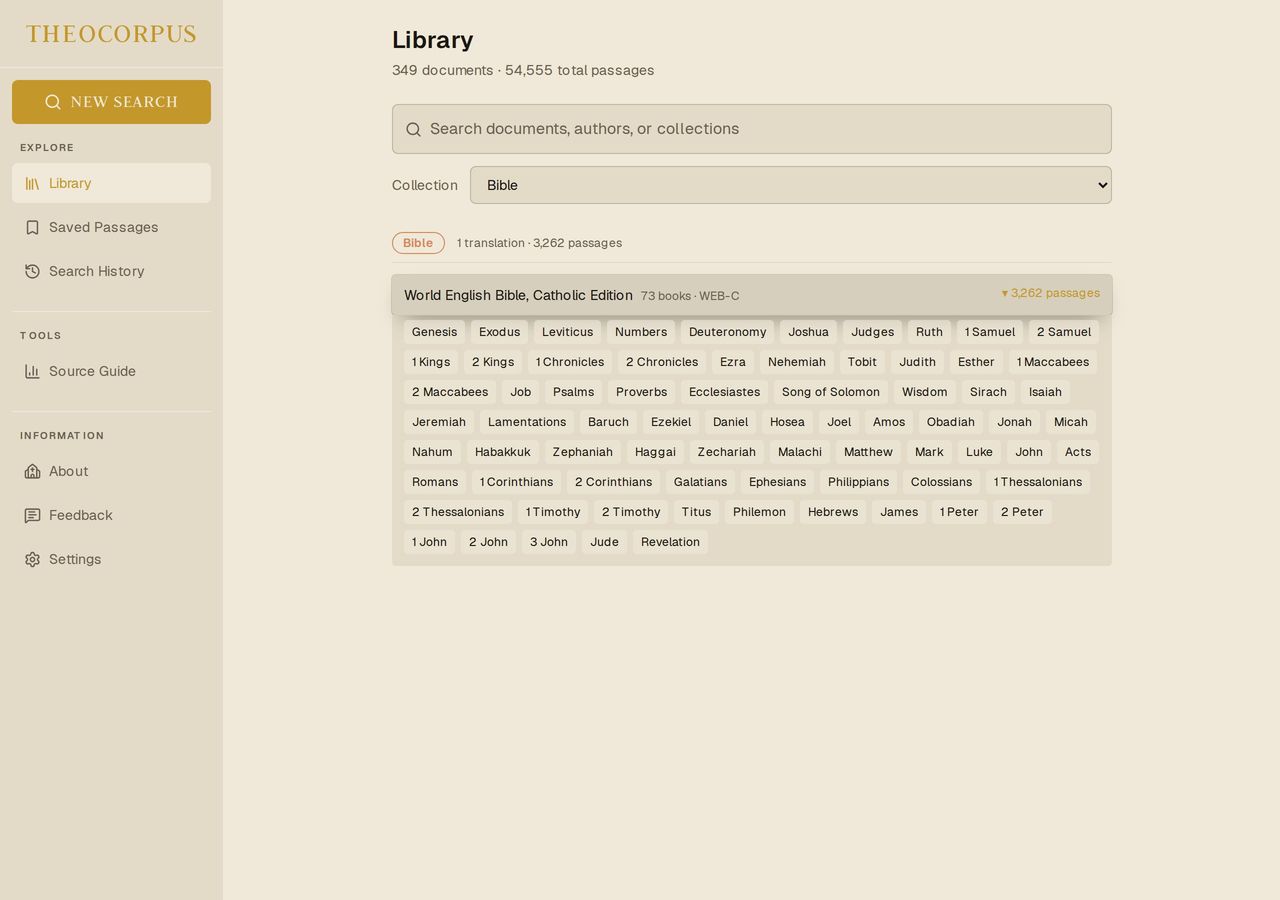 THEOCORPUS
NEW SEARCH
EXPLORE
Library
Saved Passages
Search History
TOOLS
Source Guide
INFORMATION
About
Feedback
Settings
Library
349 documents · 54,555 total passages
Search documents, authors, or collections
Collection Bible
Bible 1 translation · 3,262 passages
World English Bible, Catholic Edition 73 books · WEB-C ▾ 3,262 passages
Genesis Exodus Leviticus Numbers Deuteronomy Joshua Judges Ruth 1 Samuel 2 Samuel
1 Kings 2 Kings 1 Chronicles 2 Chronicles Ezra Nehemiah Tobit Judith Esther 1 Maccabees
2 Maccabees Job Psalms Proverbs Ecclesiastes Song of Solomon Wisdom Sirach Isaiah
Jeremiah Lamentations Baruch Ezekiel Daniel Hosea Joel Amos Obadiah Jonah Micah
Nahum Habakkuk Zephaniah Haggai Zechariah Malachi Matthew Mark Luke John Acts
Romans 1 Corinthians 2 Corinthians Galatians Ephesians Philippians Colossians 1 Thessalonians
2 Thessalonians 1 Timothy 2 Timothy Titus Philemon Hebrews James 1 Peter 2 Peter
1 John 2 John 3 John Jude Revelation